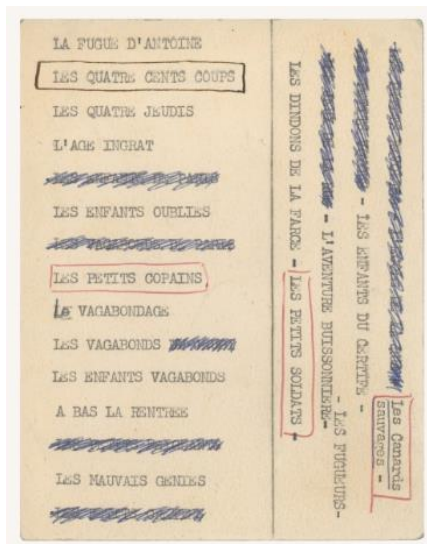 LA FUGUE D'ANTOINE
LES QUATRE CENTS COUPS
LES QUATRE JEUDIS
L'AGE INGRAT
LES ENFANTS OUBLIES
LES PETITS COPAINS
Le VAGABONDAGE
LES VAGABONDS
LES ENFANTS VAGABONDS
A BAS LA RENTREE
LES MAUVAIS GENIES
Les Canards
sauvages -
- LES ENFANTS DU CERTIFE -
- LES FUGUEURS-
- L'AVENTURE BUISSONNIERE-
LES DINDONS DE LA FARCE - LES PETITS SOLDATS -